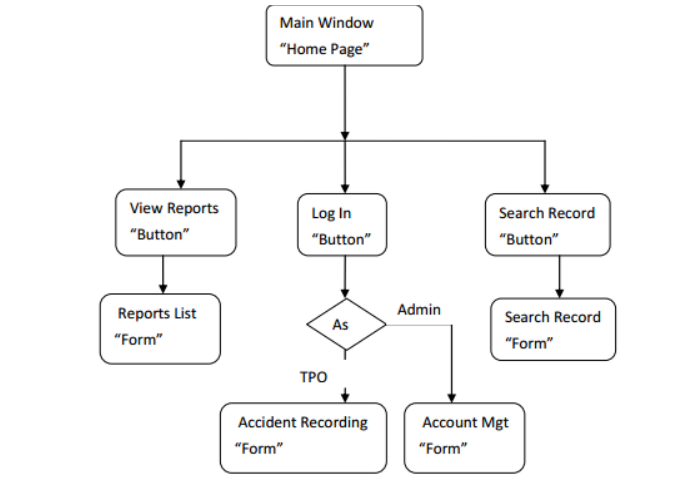 Main Window
“Home Page”
View Reports
“Button”
Log In
“Button”
Search Record
“Button”
Reports List
“Form”
As
Admin
Search Record
“Form”
TPO
Accident Recording
“Form”
Account Mgt
“Form”